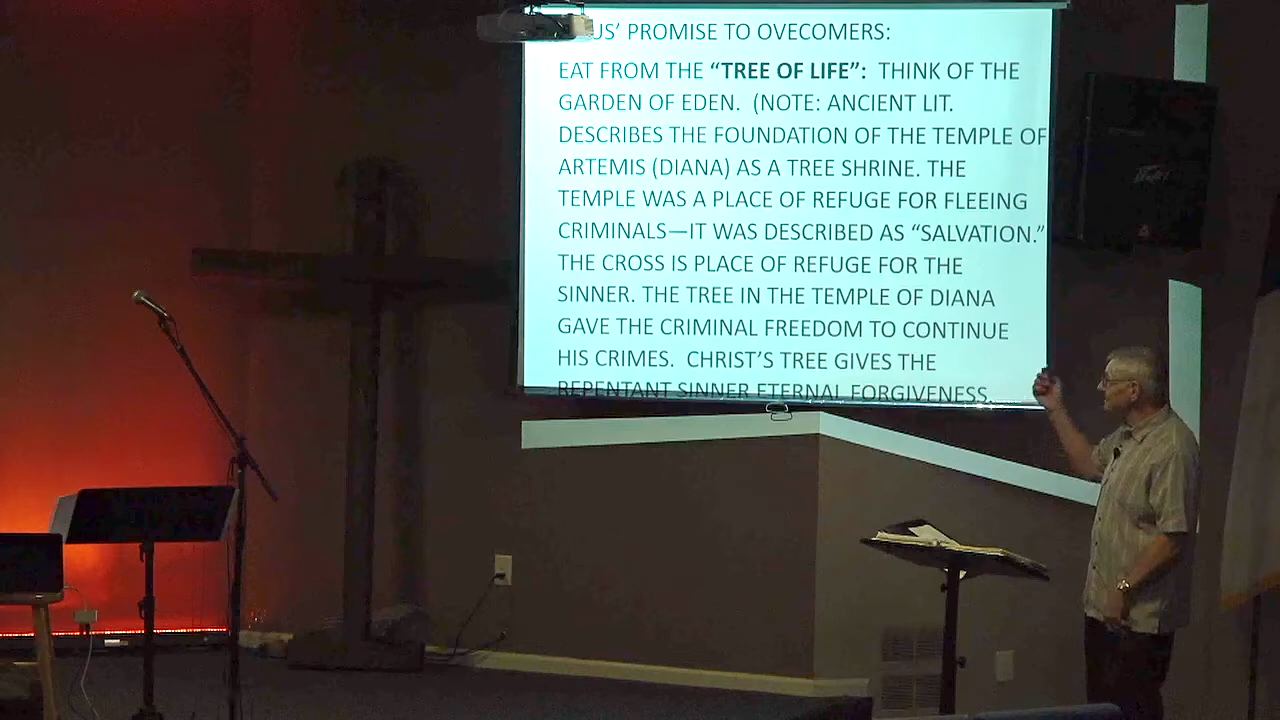 US' PROMISE TO OVECOMERS:
EAT FROM THE "TREE OF LIFE": THINK OF THE
GARDEN OF EDEN. (NOTE: ANCIENT LIT.
DESCRIBES THE FOUNDATION OF THE TEMPLE OF
ARTEMIS (DIANA) AS A TREE SHRINE. THE
TEMPLE WAS A PLACE OF REFUGE FOR FLEEING
CRIMINALS—IT WAS DESCRIBED AS "SALVATION."
THE CROSS IS PLACE OF REFUGE FOR THE
SINNER. THE TREE IN THE TEMPLE OF DIANA
GAVE THE CRIMINAL FREEDOM TO CONTINUE
HIS CRIMES. CHRIST'S TREE GIVES THE
REPENTANT SINNER ETERNAL FORGIVENESS.
PEAVEY